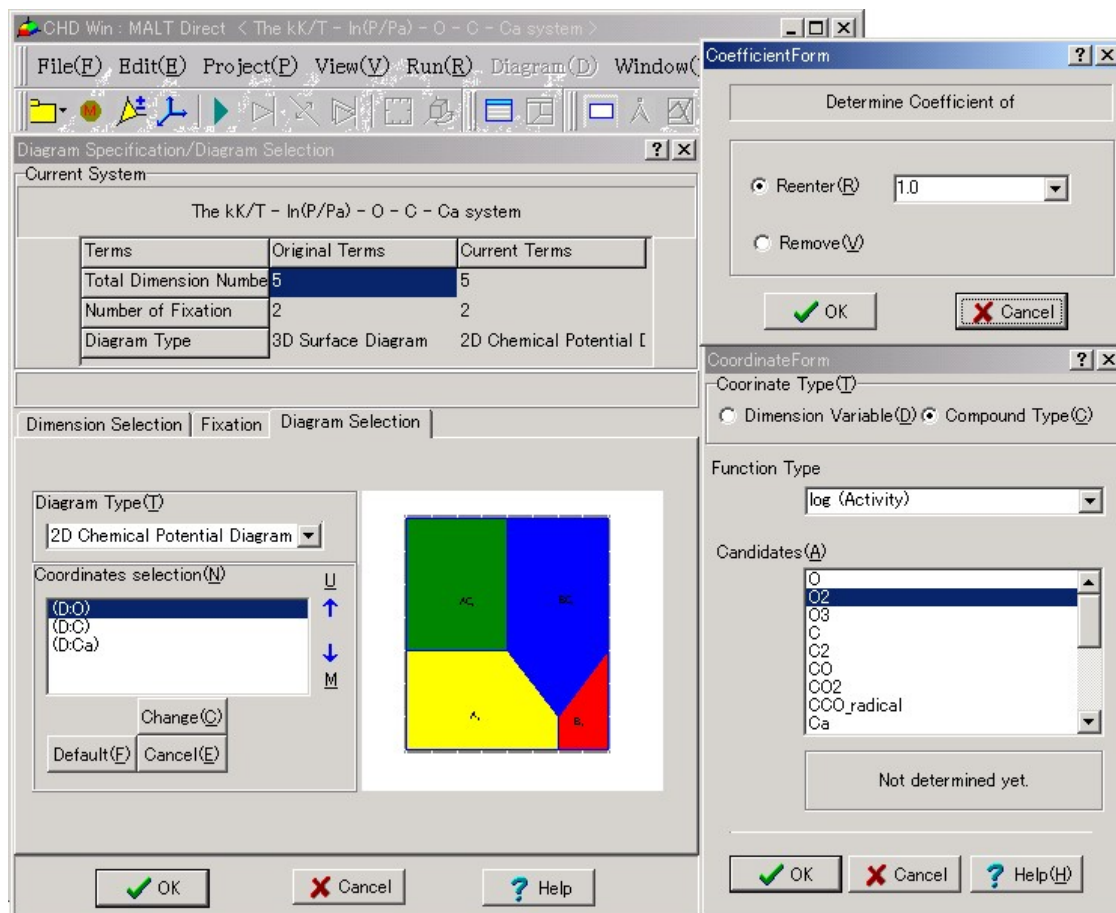 CHD Win : MALT Direct < The kK/T - ln(P/Pa) - O - C - Ca system >
File(F) Edit(E) Project(P) View(V) Run(R) Diagram(D) Window(
Diagram Specification/Diagram Selection
Current System
The kK/T - ln(P/Pa) - O - C - Ca system
Terms Original Terms Current Terms
Total Dimension Numbe 5 5
Number of Fixation 2 2
Diagram Type 3D Surface Diagram 2D Chemical Potential D
Dimension Selection Fixation Diagram Selection
Diagram Type(T)
2D Chemical Potential Diagram
Coordinates selection(N)
U
(D:O)
(D:C)
(D:Ca)
M
Change(C)
Default(F) Cancel(E)
OK Cancel ? Help
CoefficientForm
Determine Coefficient of
Reenter(R) 1.0
Remove(V)
OK Cancel
CoordinateForm
Coorinate Type(T)
Dimension Variable(D) Compound Type(C)
Function Type
log (Activity)
Candidates(A)
O
O2
O3
C
C2
CO
CO2
CCO_radical
Ca
Not determined yet.
OK Cancel ? Help(H)